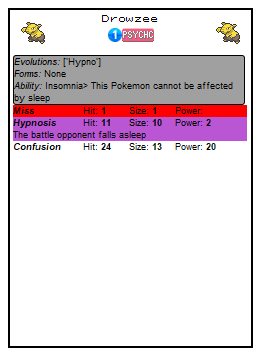 Drowzee
1 PSYCHC
Evolutions: ['Hypno']
Forms: None
Ability: Insomnia> This Pokemon cannot be affected
by sleep
Miss Hit: 1 Size: 1 Power:
Hypnosis Hit: 11 Size: 10 Power: 2
The battle opponent falls asleep
Confusion Hit: 24 Size: 13 Power: 20